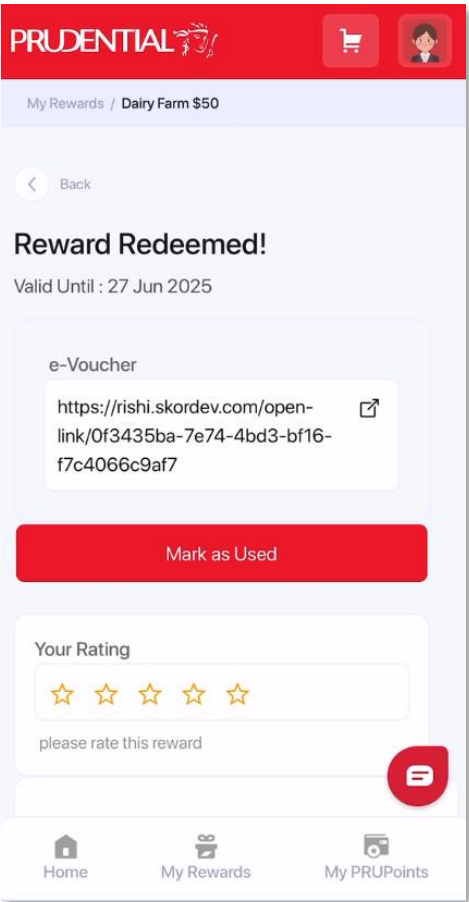 PRUDENTIAL
My Rewards / Dairy Farm $50
Back
Reward Redeemed!
Valid Until : 27 Jun 2025
e-Voucher
https://rishi.skordev.com/open-
link/0f3435ba-7e74-4bd3-bf16-
f7c4066c9af7
Mark as Used
Your Rating
please rate this reward
Home My Rewards My PRUPoints